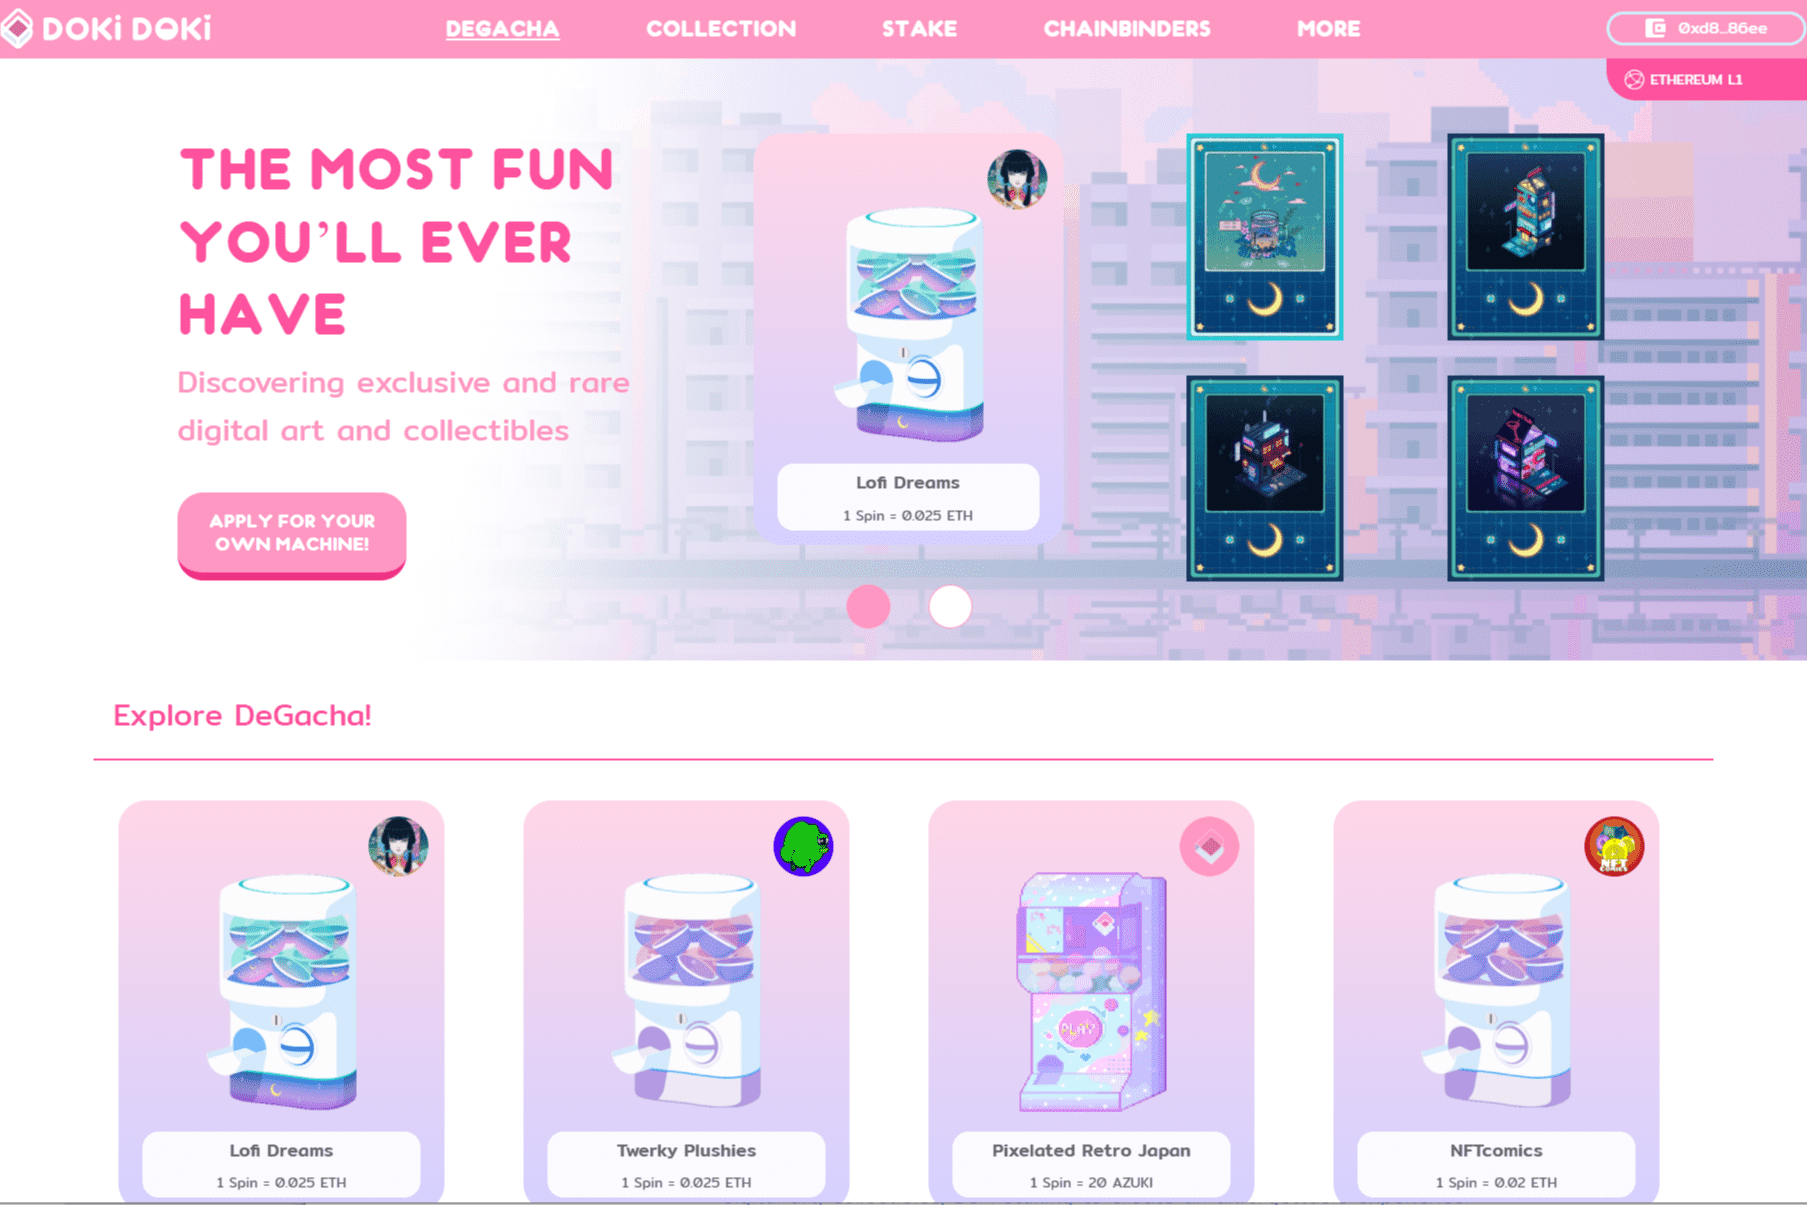 DOKi DOKi
DEGACHA
COLLECTION
STAKE
CHAINBINDERS
MORE
0xd8_86ee
ETHEREUM L1
THE MOST FUN
YOU'LL EVER
HAVE
Discovering exclusive and rare
digital art and collectibles
APPLY FOR YOUR
OWN MACHINE!
Lofi Dreams
1 Spin = 0.025 ETH
Explore DeGacha!
Lofi Dreams
1 Spin = 0.025 ETH
Twerky Plushies
1 Spin = 0.025 ETH
PLAY
Pixelated Retro Japan
1 Spin = 20 AZUKI
NFT
COMICS
NFTcomics
1 Spin = 0.02 ETH